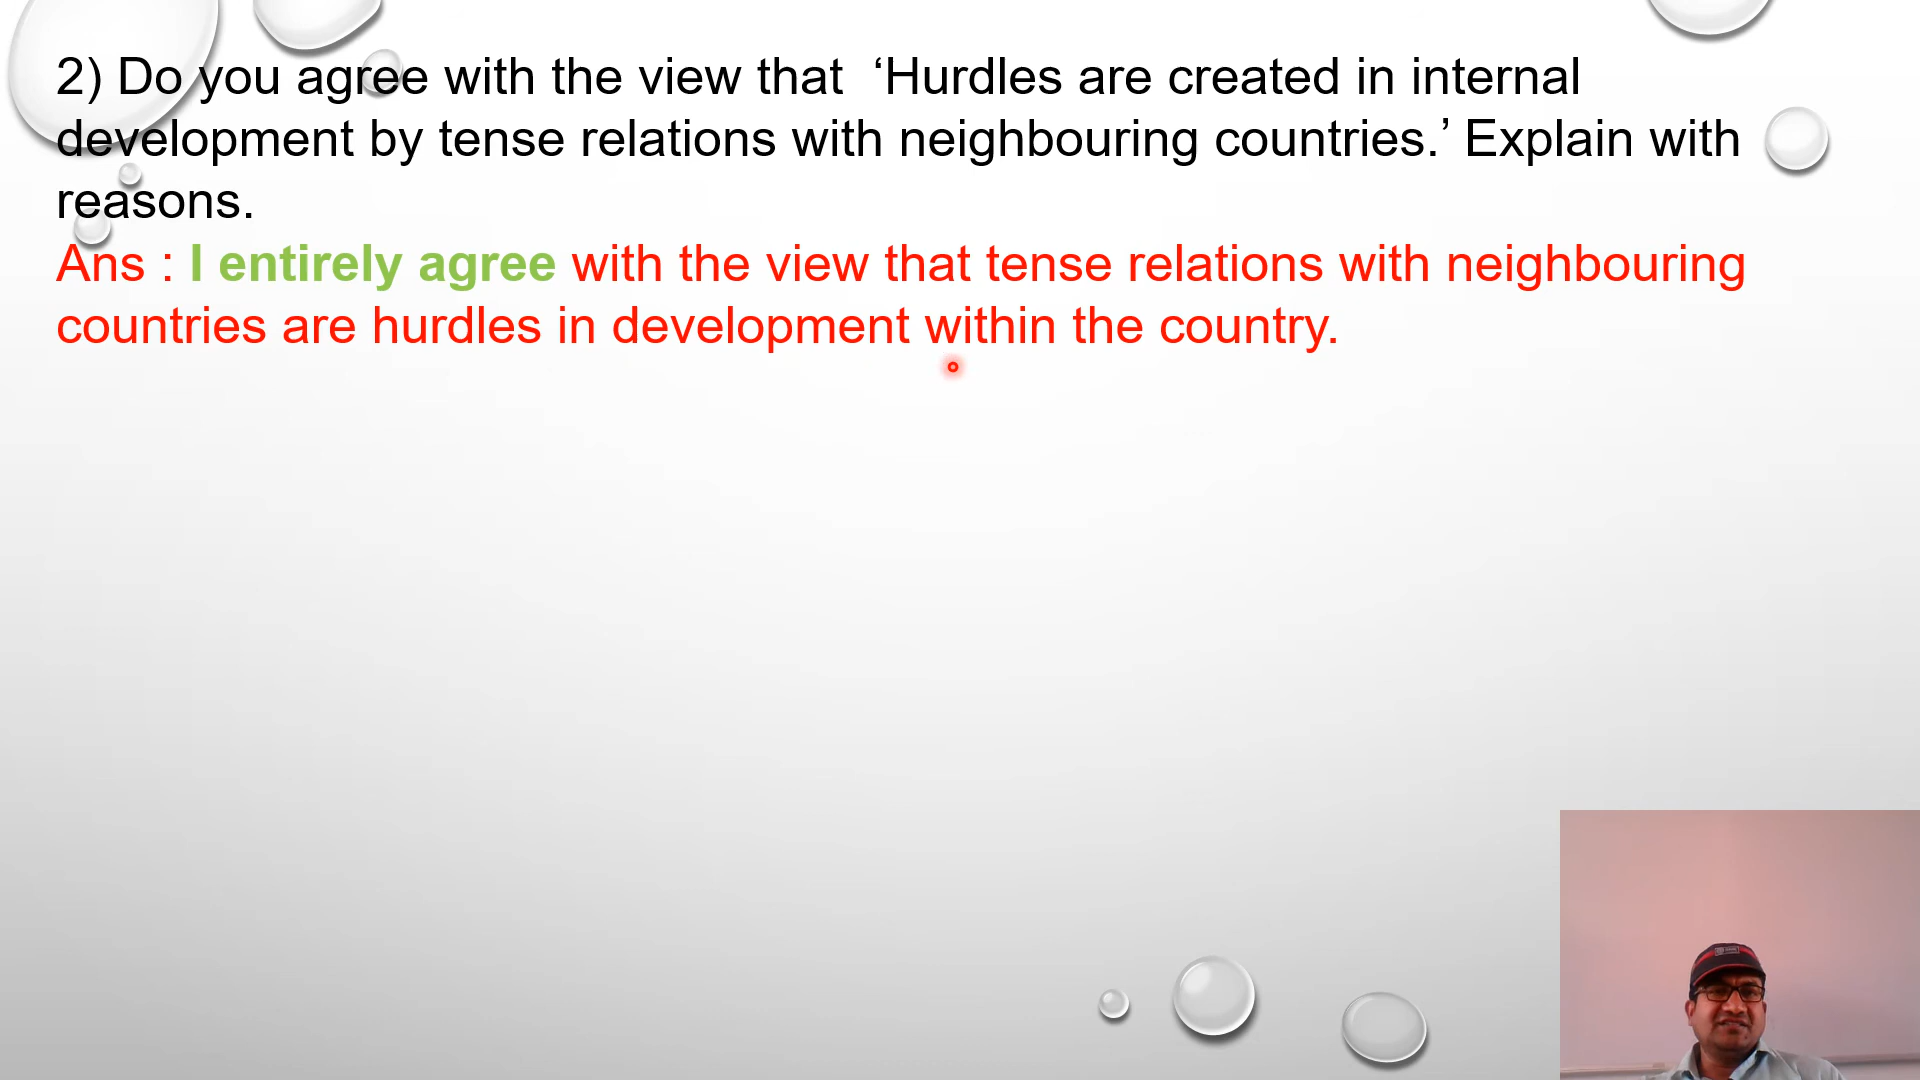 2) Do you agree with the view that ‘Hurdles are created in internal
development by tense relations with neighbouring countries.’ Explain with
reasons.
Ans : I entirely agree with the view that tense relations with neighbouring
countries are hurdles in development within the country.